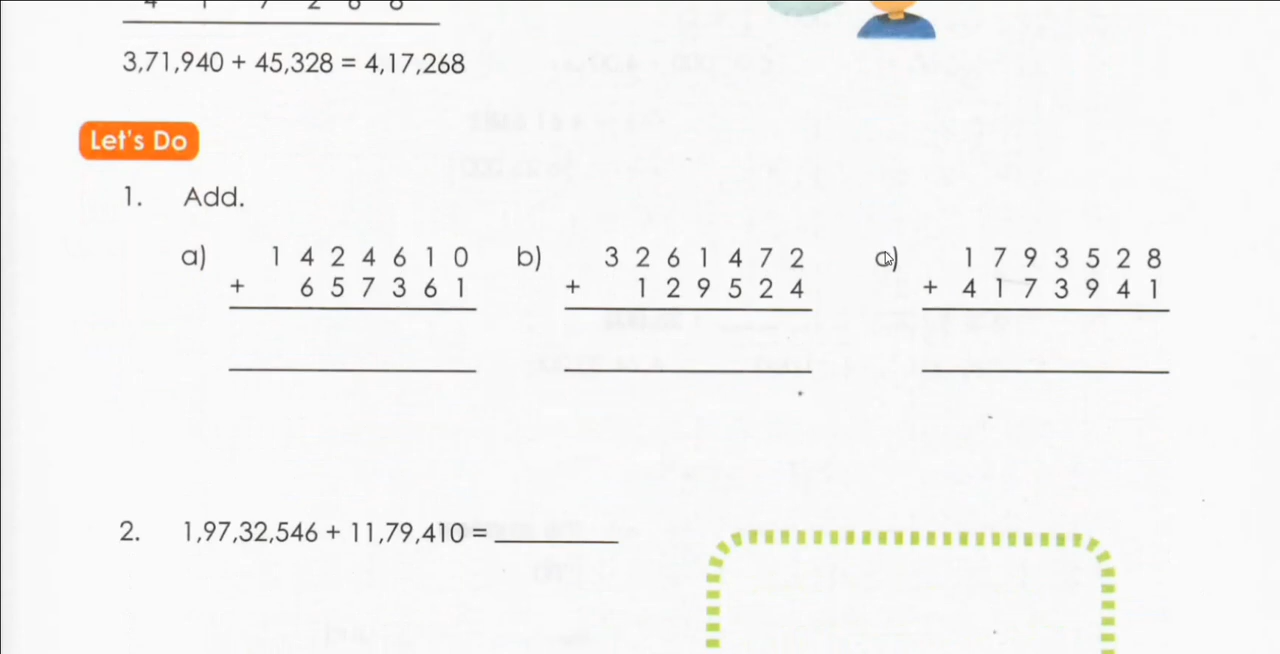 3,71,940 + 45,328 = 4,17,268
Let's Do
1. Add.
a) 1 4 2 4 6 1 0
+ 6 5 7 3 6 1
b) 3 2 6 1 4 7 2
+ 1 2 9 5 2 4
c) 1 7 9 3 5 2 8
+ 4 1 7 3 9 4 1
2. 1,97,32,546 + 11,79,410 =